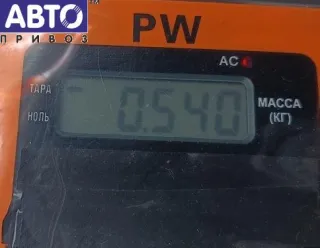 АВТО
ПРИВОЗ
PW
AC
ТАРА
НОЛЬ
0.540
МАССА
(КГ)